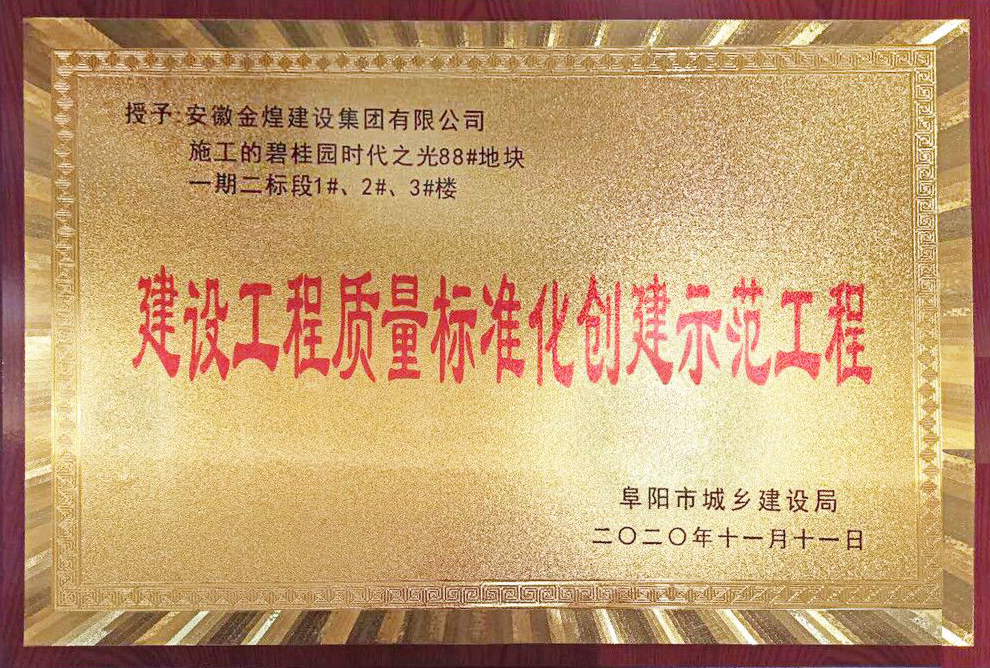 授予:安徽金煌建设集团有限公司
施工的碧桂园时代之光88#地块
一期二标段1#、2#、3#楼
建设工程质量标准化创建示范工程
阜阳市城乡建设局
二〇二〇年十一月十一日